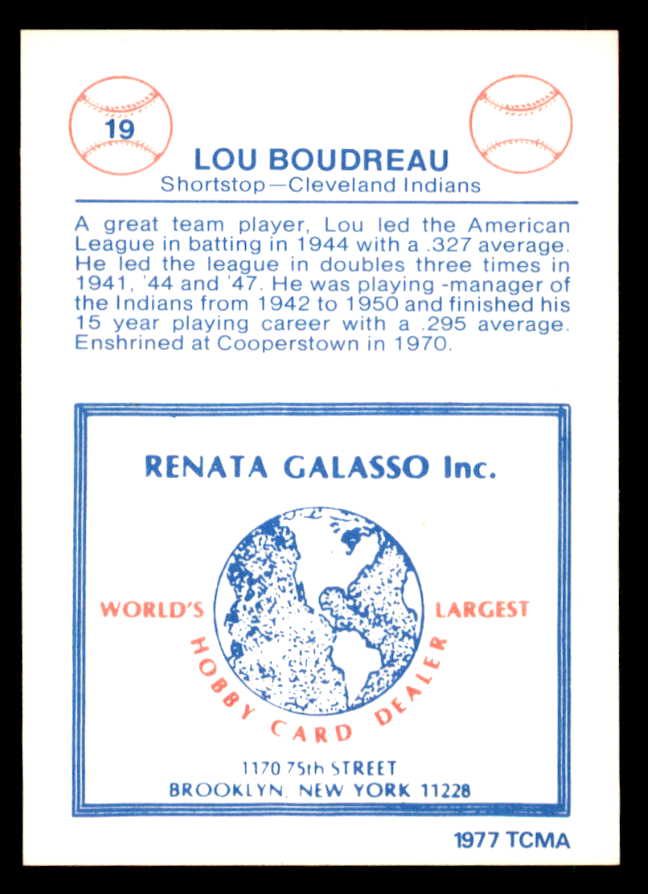 19
LOU BOUDREAU
Shortstop—Cleveland Indians
A great team player, Lou led the American
League in batting in 1944 with a .327 average.
He led the league in doubles three times in
1941, '44 and '47. He was playing -manager of
the Indians from 1942 to 1950 and finished his
15 year playing career with a .295 average.
Enshrined at Cooperstown in 1970.
RENATA GALASSO Inc.
WORLD'S LARGEST
HOBBY CARD DEALER
1170 75th STREET
BROOKLYN, NEW YORK 11228
1977 TCMA